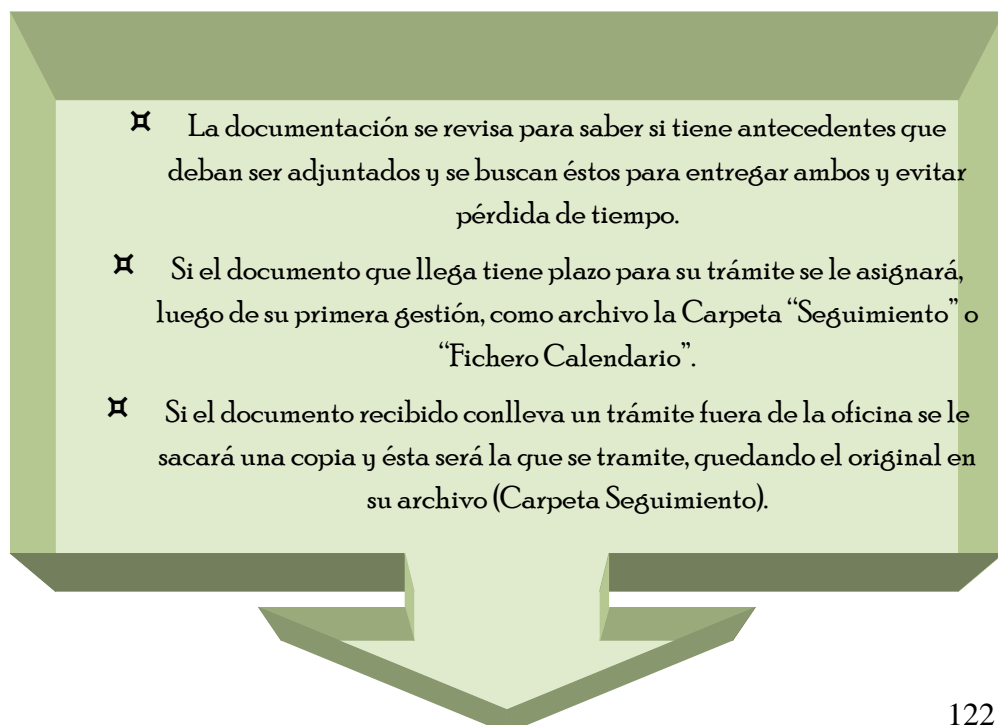 ¤ La documentación se revisa para saber si tiene antecedentes que
deban ser adjuntados y se buscan éstos para entregar ambos y evitar
pérdida de tiempo.
¤ Si el documento que llega tiene plazo para su trámite se le asignará,
luego de su primera gestión, como archivo la Carpeta “Seguimiento” o
“Fichero Calendario”.
¤ Si el documento recibido conlleva un trámite fuera de la oficina se le
sacará una copia y ésta será la que se tramite, quedando el original en
su archivo (Carpeta Seguimiento).
122